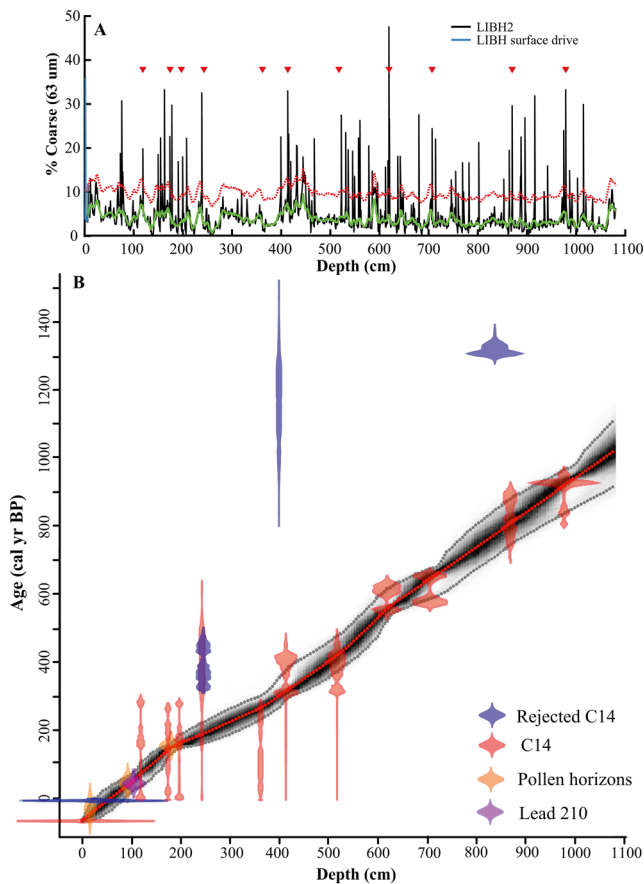 A
LIBH2
LIBH surface drive
% Coarse (63 um)
50
40
30
20
10
0
0 100 200 300 400 500 600 700 800 900 1000 1100
Depth (cm)
B
Age (cal yr BP)
1400
1200
1000
800
600
400
200
0
Rejected C14
C14
Pollen horizons
Lead 210
0 100 200 300 400 500 600 700 800 900 1000 1100
Depth (cm)